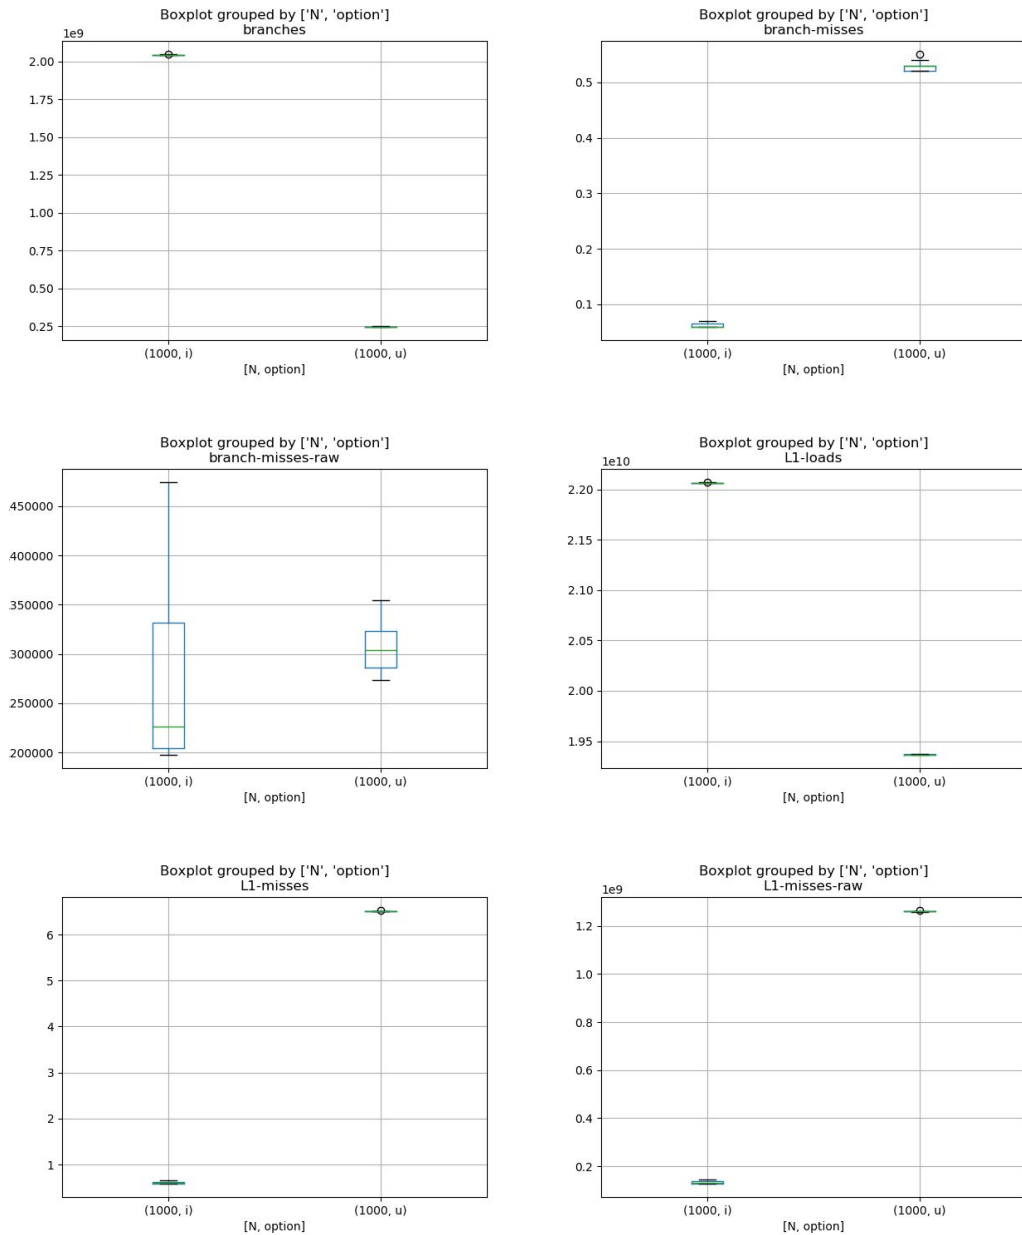 Boxplot grouped by ['N', 'option']
branches
1e9
2.00
1.75
1.50
1.25
1.00
0.75
0.50
0.25
(1000, i) (1000, u)
[N, option]
Boxplot grouped by ['N', 'option']
branch-misses
0.5
0.4
0.3
0.2
0.1
(1000, i) (1000, u)
[N, option]
Boxplot grouped by ['N', 'option']
branch-misses-raw
450000
400000
350000
300000
250000
200000
(1000, i) (1000, u)
[N, option]
Boxplot grouped by ['N', 'option']
L1-loads
1e10
2.20
2.15
2.10
2.05
2.00
1.95
(1000, i) (1000, u)
[N, option]
Boxplot grouped by ['N', 'option']
L1-misses
6
5
4
3
2
1
(1000, i) (1000, u)
[N, option]
Boxplot grouped by ['N', 'option']
L1-misses-raw
1e9
1.2
1.0
0.8
0.6
0.4
0.2
(1000, i) (1000, u)
[N, option]